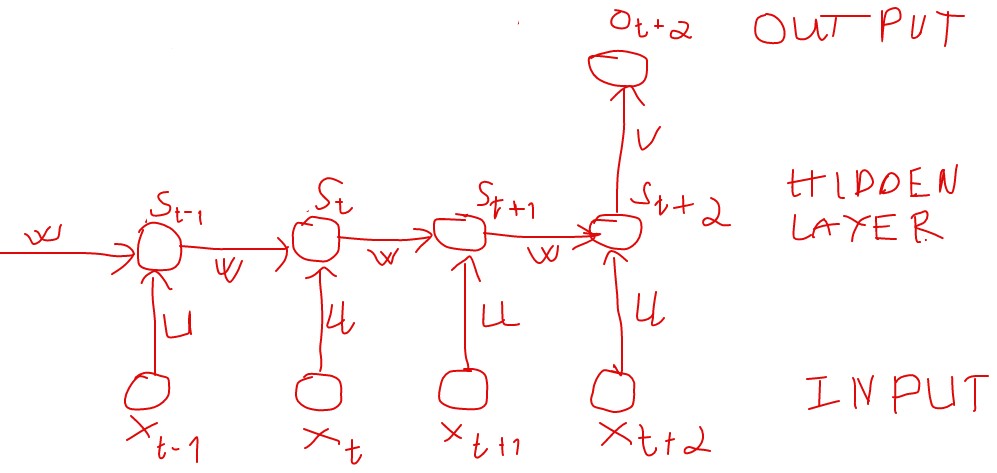 O_{t+2} OUTPUT
V
S_{t-1} S_t S_{t+1} S_{t+2} HIDDEN
LAYER
W W W W
U U U U
X_{t-1} X_t X_{t+1} X_{t+2} INPUT